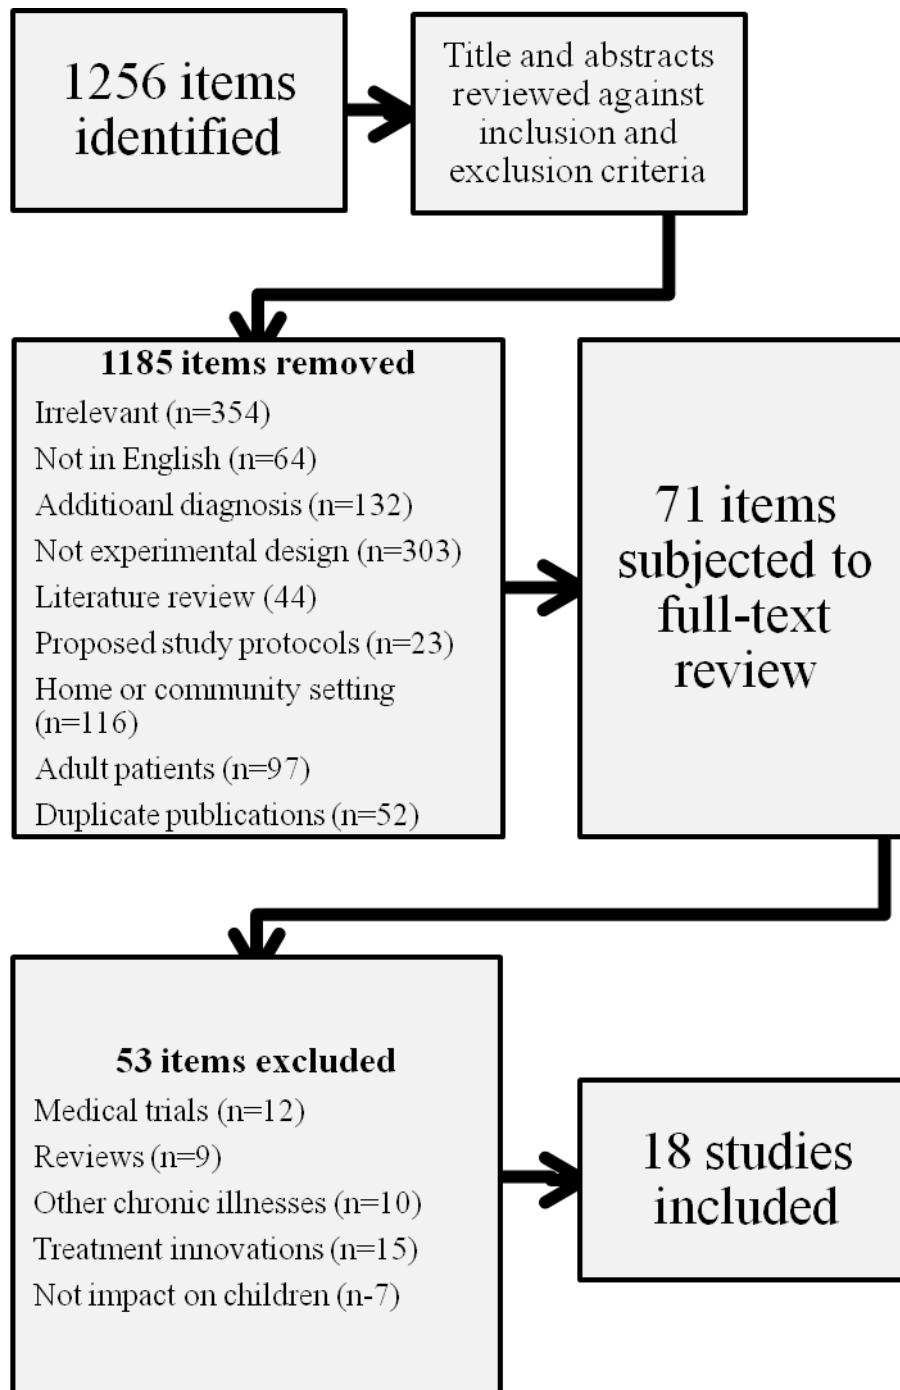 1256 items
identified
Title and abstracts
reviewed against
inclusion and
exclusion criteria
1185 items removed
Irrelevant (n=354)
Not in English (n=64)
Additioanl diagnosis (n=132)
Not experimental design (n=303)
Literature review (44)
Proposed study protocols (n=23)
Home or community setting
(n=116)
Adult patients (n=97)
Duplicate publications (n=52)
71 items
subjected to
full-text
review
53 items excluded
Medical trials (n=12)
Reviews (n=9)
Other chronic illnesses (n=10)
Treatment innovations (n=15)
Not impact on children (n-7)
18 studies
included